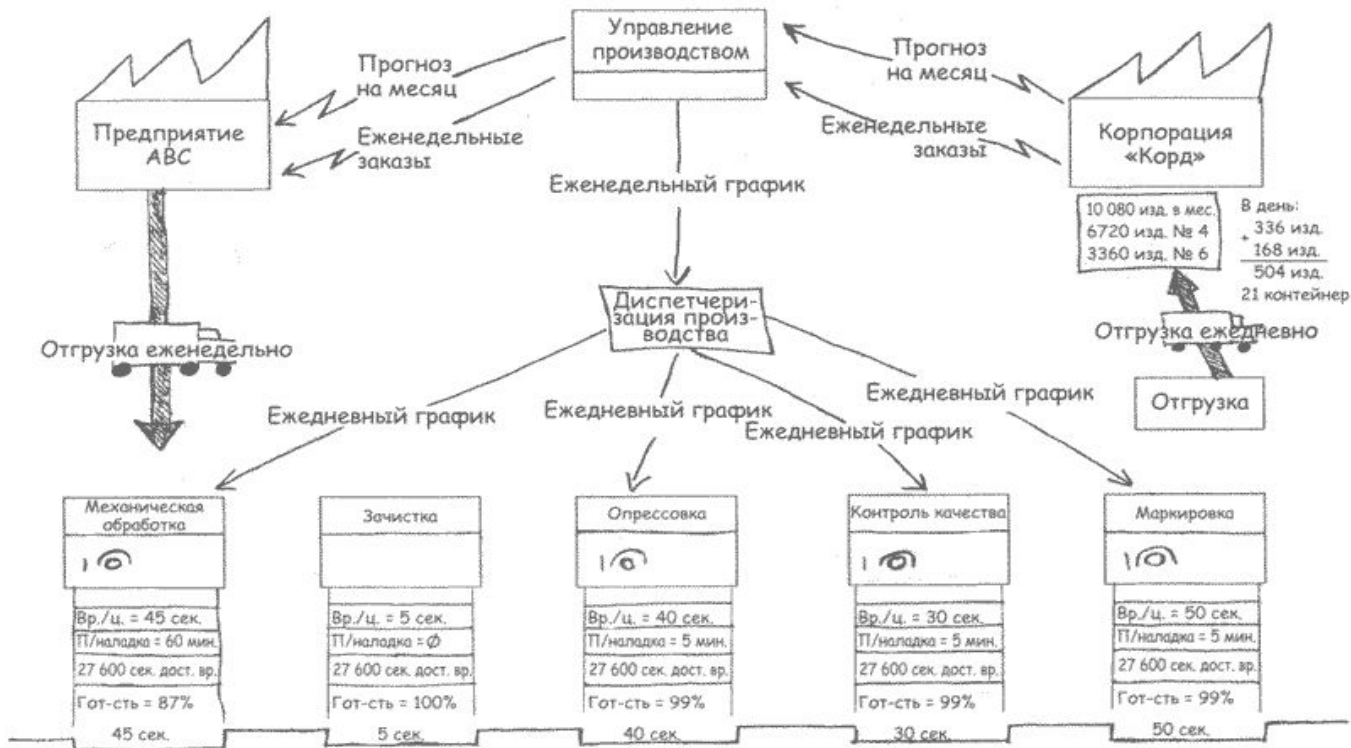 Управление
производством
Прогноз
на месяц
Прогноз
на месяц
Предприятие
АВС
Еженедельные
заказы
Еженедельные
заказы
Корпорация
«Корд»
Еженедельный график
10 080 изд. в мес.
6720 изд. № 4
3360 изд. № 6
В день:
336 изд.
+
168 изд.
504 изд.
21 контейнер
Диспетчери-
зация произ-
водства
Отгрузка еженедельно
Отгрузка ежедневно
Отгрузка
Ежедневный график
Ежедневный график
Ежедневный график
Ежедневный график
Механическая
обработка
1
Вр./ц. = 45 сек.
П/наладка = 60 мин.
27 600 сек. дост. вр.
Гот-сть = 87%
45 сек.
Зачистка
Вр./ц. = 5 сек.
П/наладка = Ø
27 600 сек. дост. вр.
Гот-сть = 100%
5 сек.
Опрессовка
1
Вр./ц. = 40 сек.
П/наладка = 5 мин.
27 600 сек. дост. вр.
Гот-сть = 99%
40 сек.
Контроль качества
1
Вр./ц. = 30 сек.
П/наладка = 5 мин.
27 600 сек. дост. вр.
Гот-сть = 99%
30 сек.
Маркировка
1
Вр./ц. = 50 сек.
П/наладка = 5 мин.
27 600 сек. дост. вр.
Гот-сть = 99%
50 сек.